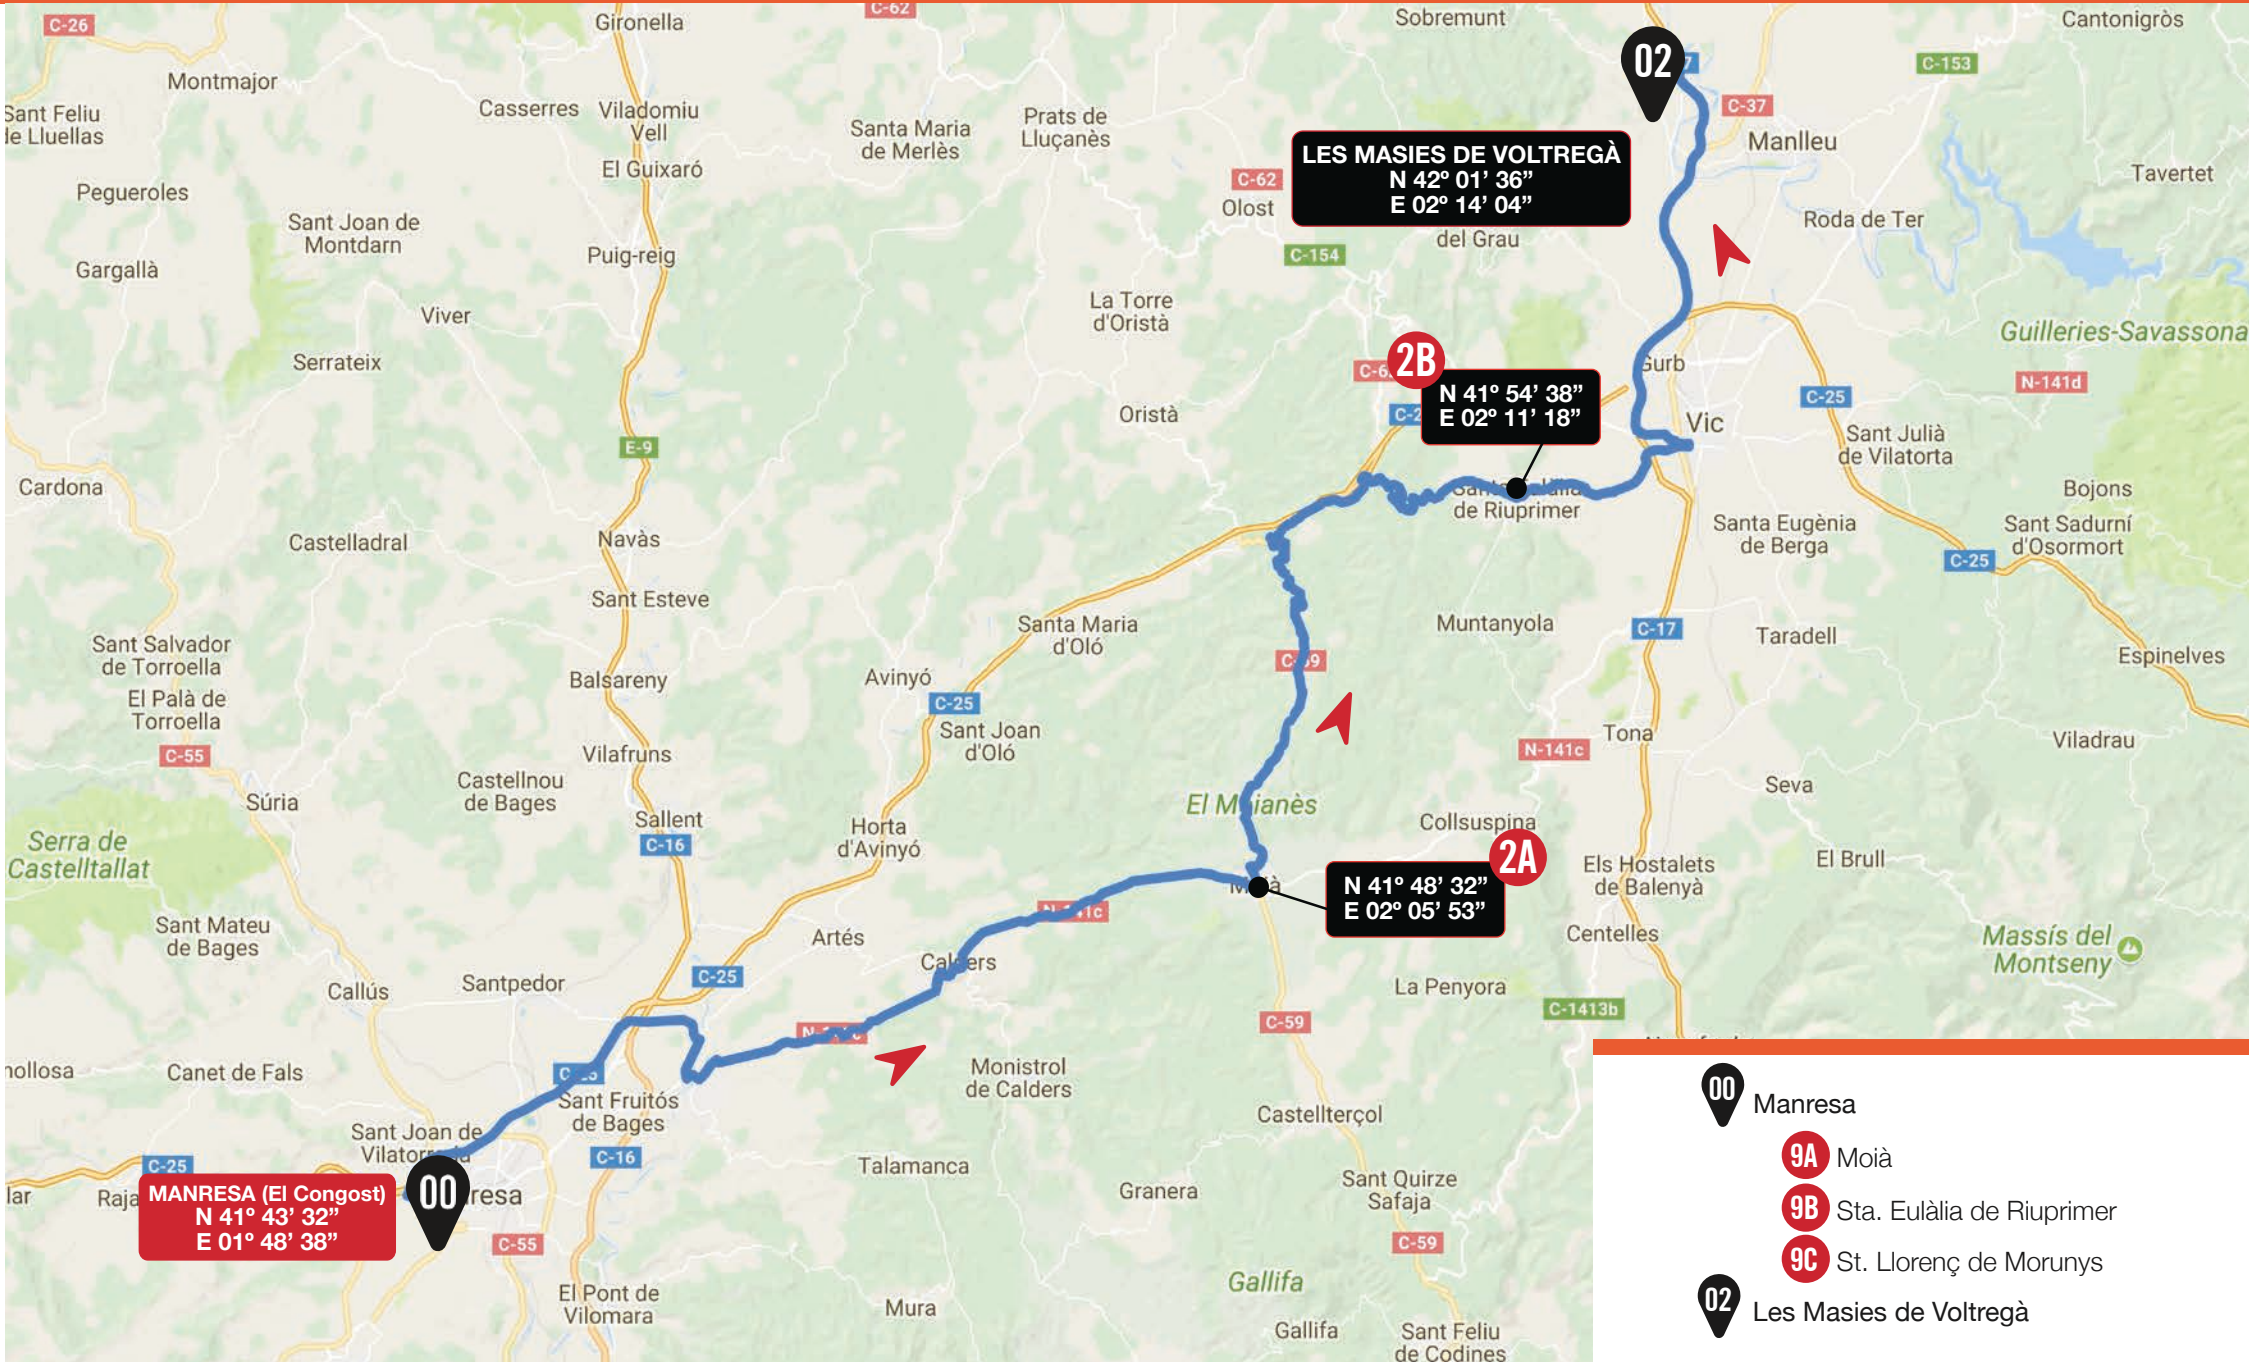 C-26
Gironella
C-62
Sobremunt
Cantonigròs
02
7
C-153
Montmajor
Casserres
Viladomiu
Vell
C-37
Sant Feliu
de Lluellas
Santa Maria
de Merlès
Prats de
Lluçanès
Manlleu
El Guixaró
LES MASIES DE VOLTREGÀ
N 42º 01’ 36”
E 02º 14’ 04”
Tavertet
Pegueroles
C-62
Olost
Sant Joan de
Montdarn
Roda de Ter
del Grau
Puig-reig
C-154
Gargallà
La Torre
d'Oristà
Viver
Guilleries-Savassona
Serrateix
2B
Gurb
N-141d
N 41º 54’ 38”
E 02º 11’ 18”
C-25
Oristà
Vic
E-9
Sant Julià
de Vilatorta
Cardona
de Riuprimer
Bojons
Castelladral
Navàs
Santa Eugènia
de Berga
Sant Sadurní
d'Osormort
C-25
Sant Esteve
Santa Maria
d'Oló
Muntanyola
C-17
Taradell
Sant Salvador
de Torroella
Espinelves
Balsareny
Avinyó
El Palà de
Torroella
C-25
Sant Joan
d'Oló
Tona
N-141c
Viladrau
C-55
Vilafruns
Castellnou
de Bages
Seva
Súria
El Moianès
Sallent
Collsuspina
C-16
Horta
d'Avinyó
Serra de
Castelltallat
2A
El Brull
Els Hostalets
de Balenyà
N 41º 48’ 32”
E 02º 05’ 53”
Moià
N-141c
Sant Mateu
de Bages
Artés
Centelles
Massís del
Montseny
Calders
C-25
Santpedor
Callús
La Penyora
C-1413b
C-59
N-141c
Canet de Fals
C-25
Monistrol
de Calders
Sant Fruitós
de Bages
Castellterçol
Sant Joan de
C-25
C-16
Talamanca
Granera
Sant Quirze
Safaja
MANRESA (El Congost)
N 41º 43’ 32”
E 01º 48’ 38”
00
C-55
C-59
El Pont de
Vilomara
Gallifa
Mura
Gallifa
Sant Feliu
de Codines
00 Manresa
9A Moià
9B Sta. Eulàlia de Riuprimer
9C St. Llorenç de Morunys
02 Les Masies de Voltregà